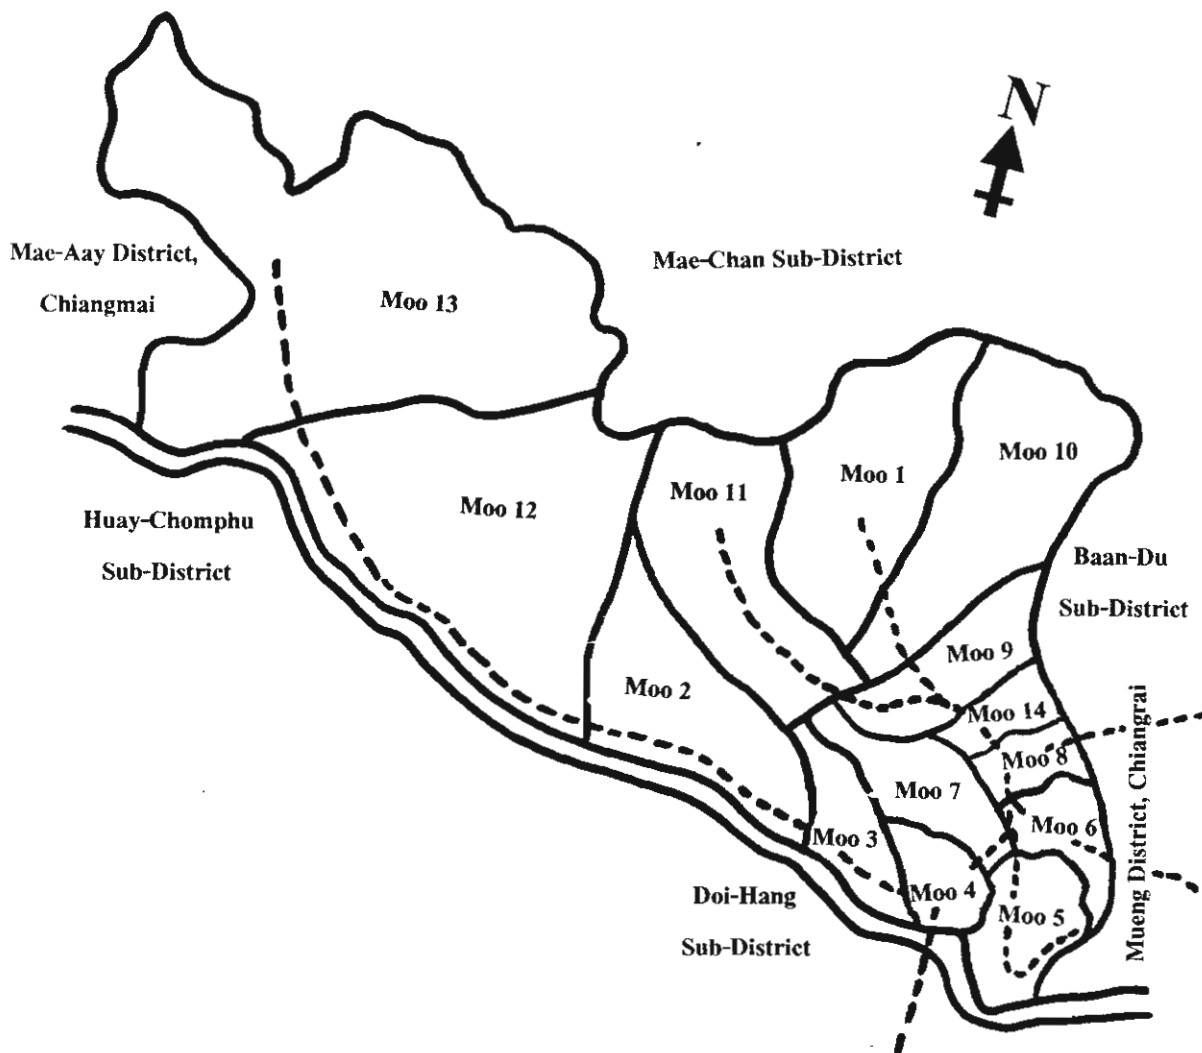 N
Mae-Aay District,
Chiangmai
Mae-Chan Sub-District
Moo 13
Moo 10
Moo 1
Moo 11
Moo 12
Huay-Chomphu
Sub-District
Baan-Du
Sub-District
Moo 9
Moo 2
Moo 14
Moo 8
Moo 7
Moo 6
Moo 3
Moo 4
Moo 5
Doi-Hang
Sub-District
Mueng District, Chiangrai